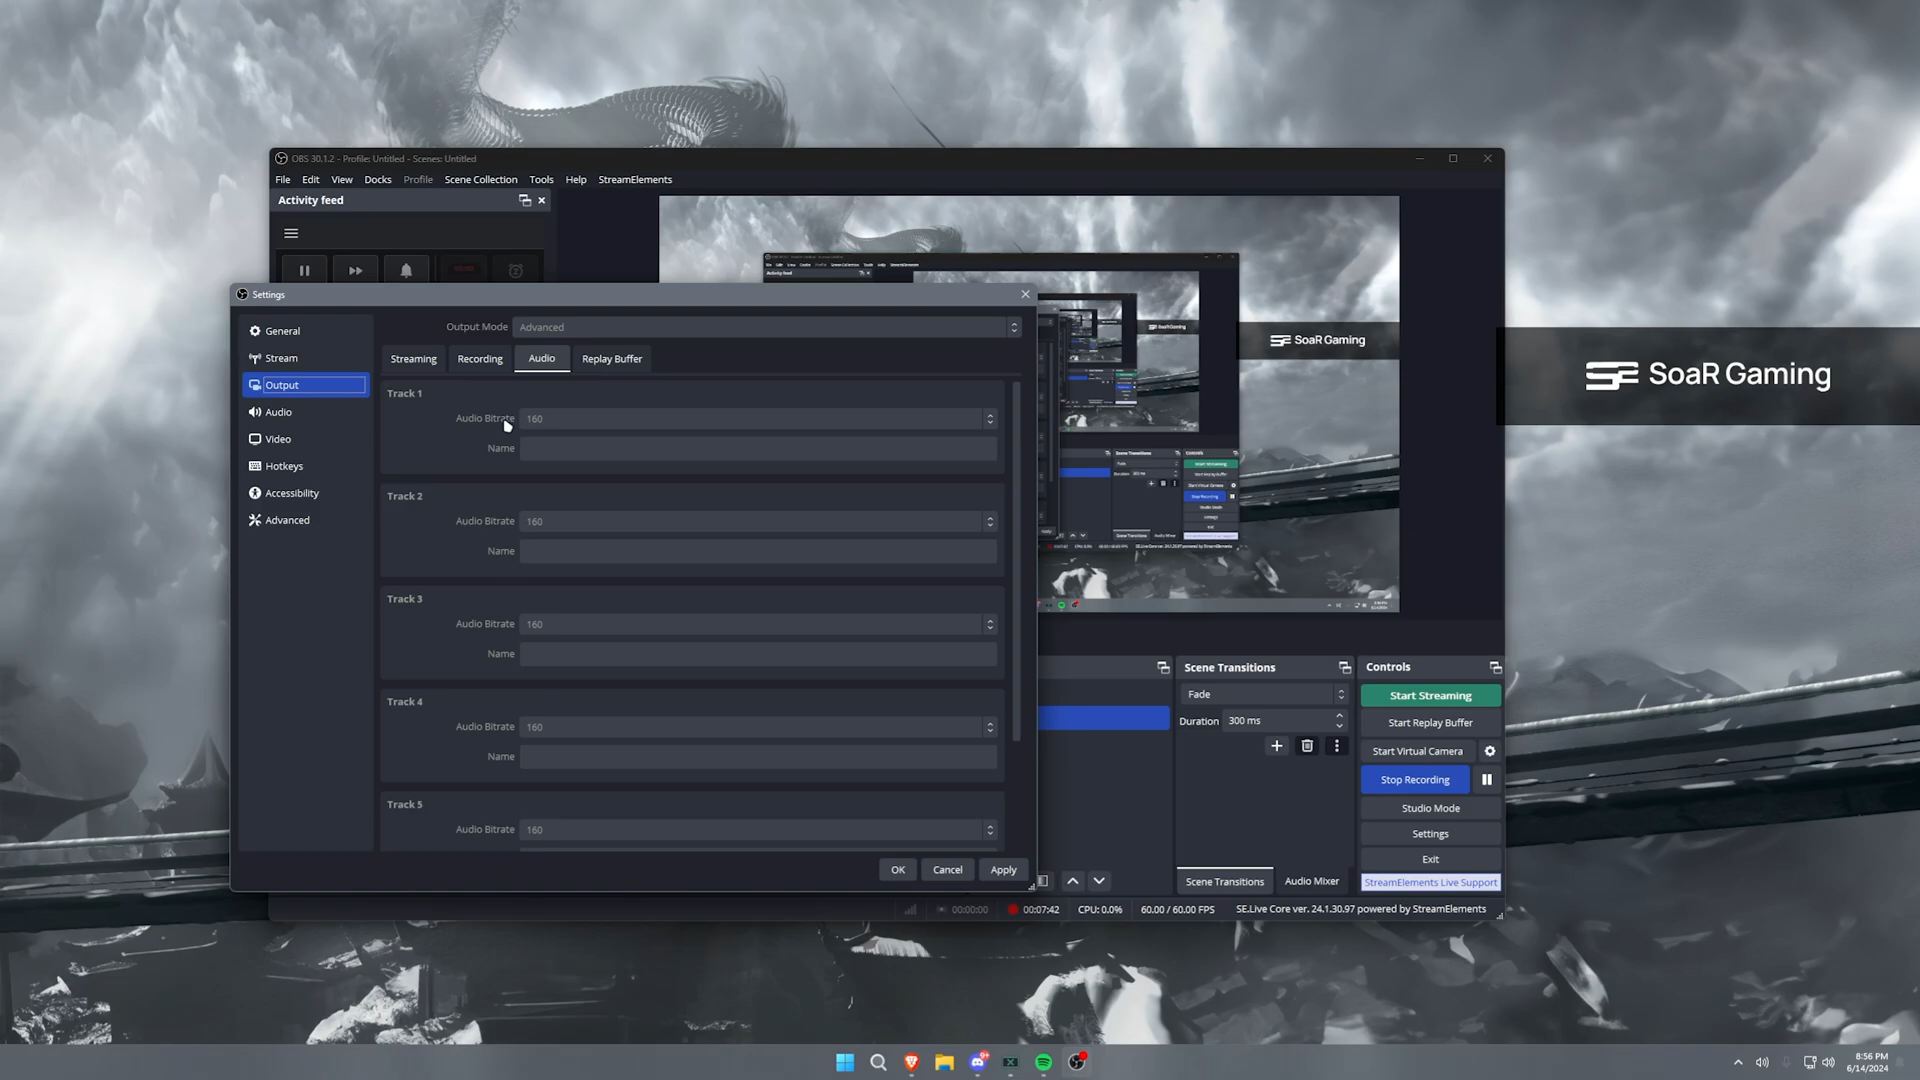 OBS 30.1.2 - Profile: Untitled - Scenes: Untitled
File Edit View Docks Profile Scene Collection Tools Help StreamElements
Activity feed
Settings
General
Stream
Output
Audio
Video
Hotkeys
Accessibility
Advanced
Output Mode Advanced
Streaming Recording Audio Replay Buffer
Track 1
Audio Bitrate 160
Name
Track 2
Audio Bitrate 160
Name
Track 3
Audio Bitrate 160
Name
Track 4
Audio Bitrate 160
Name
Track 5
Audio Bitrate 160
OK Cancel Apply
SoaR Gaming
SoaR Gaming
Scene Transitions
Fade
Duration 300 ms
Scene Transitions Audio Mixer
Controls
Start Streaming
Start Replay Buffer
Start Virtual Camera
Stop Recording
Studio Mode
Settings
Exit
StreamElements Live Support
00:00:00 00:07:42 CPU: 0.0% 60.00 / 60.00 FPS SE.Live Core ver. 24.1.30.97 powered by StreamElements
8:56 PM
6/14/2024